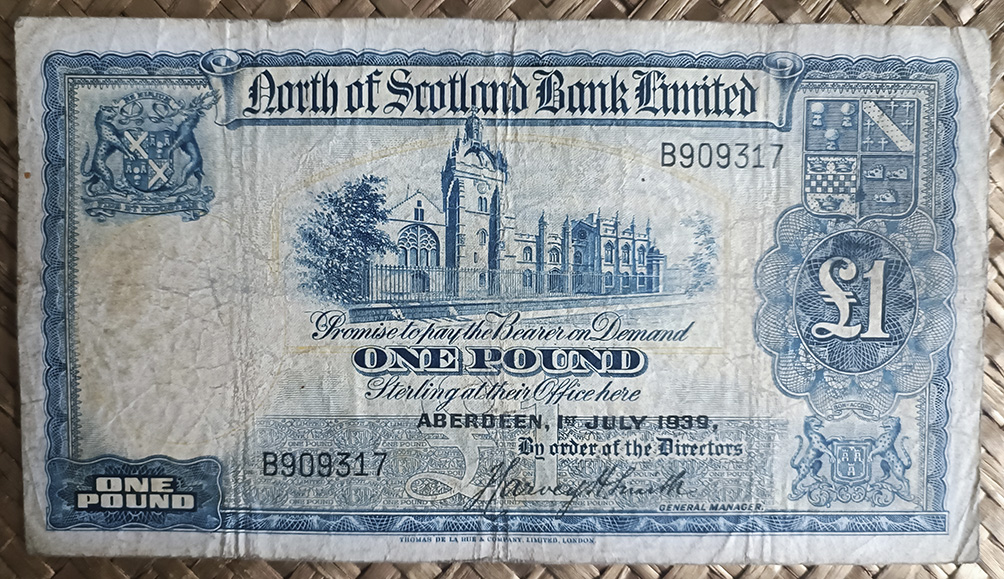 North of Scotland Bank Limited
B909317
£1
Promise to pay the Bearer on Demand
ONE POUND
Sterling at their Office here
ABERDEEN, 1st JULY 1939,
By order of the Directors
B909317
J Harvey H Smith
GENERAL MANAGER.
ONE
POUND
THOMAS DE LA RUE & COMPANY, LIMITED, LONDON.